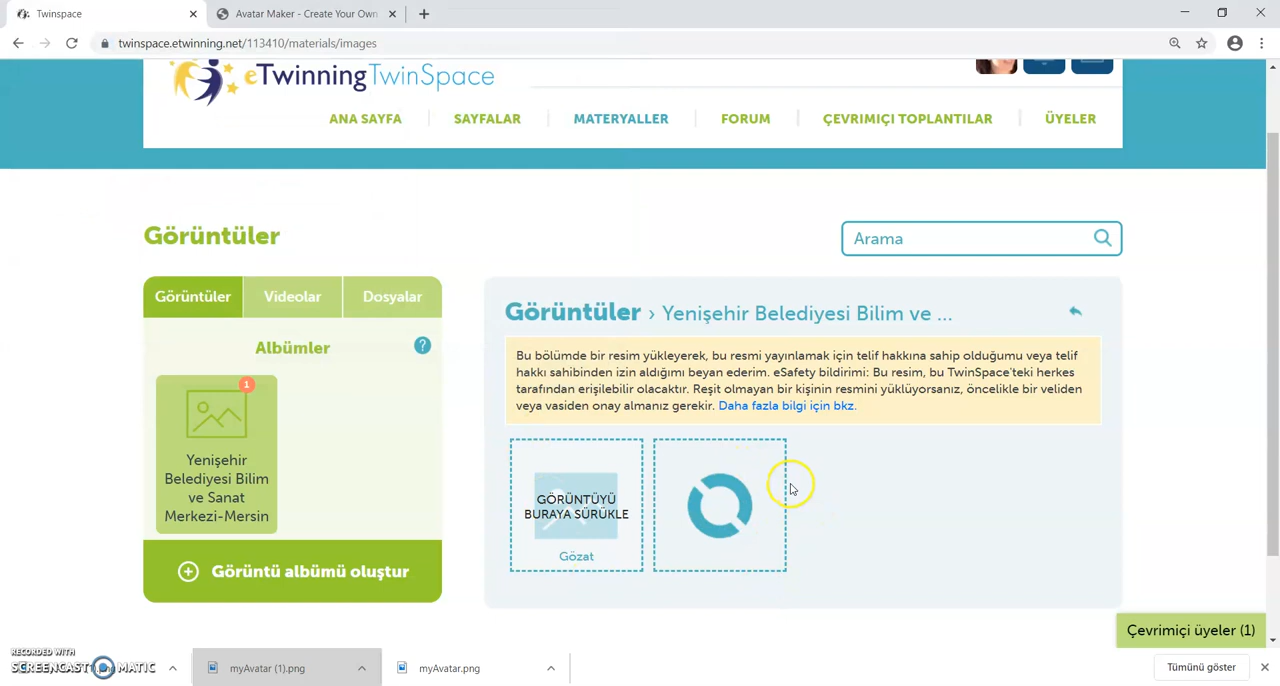 Twinspace
Avatar Maker - Create Your Own
twinspace.etwinning.net/113410/materials/images
eTwinningTwinSpace
ANA SAYFA
SAYFALAR
MATERYALLER
FORUM
ÇEVRIMIÇI TOPLANTILAR
ÜYELER
Görüntüler
Arama
Görüntüler
Videolar
Dosyalar
Albümler
?
1
Yenişehir
Belediyesi Bilim
ve Sanat
Merkezi-Mersin
Görüntü albümü oluştur
Görüntüler › Yenişehir Belediyesi Bilim ve ...
Bu bölümde bir resim yükleyerek, bu resmi yayınlamak için telif hakkına sahip olduğumu veya telif
hakkı sahibinden izin aldığımı beyan ederim. eSafety bildirimi: Bu resim, bu TwinSpace'teki herkes
tarafından erişilebilir olacaktır. Reşit olmayan bir kişinin resmini yüklüyorsanız, öncelikle bir veliden
veya vasiden onay almanız gerekir. Daha fazla bilgi için bkz.
GÖRÜNTÜYÜ
BURAYA SÜRÜKLE
Gözat
Çevrimiçi üyeler (1)
RECORDED WITH
SCREENCAST MATIC
myAvatar (1).png
myAvatar.png
Tümünü göster